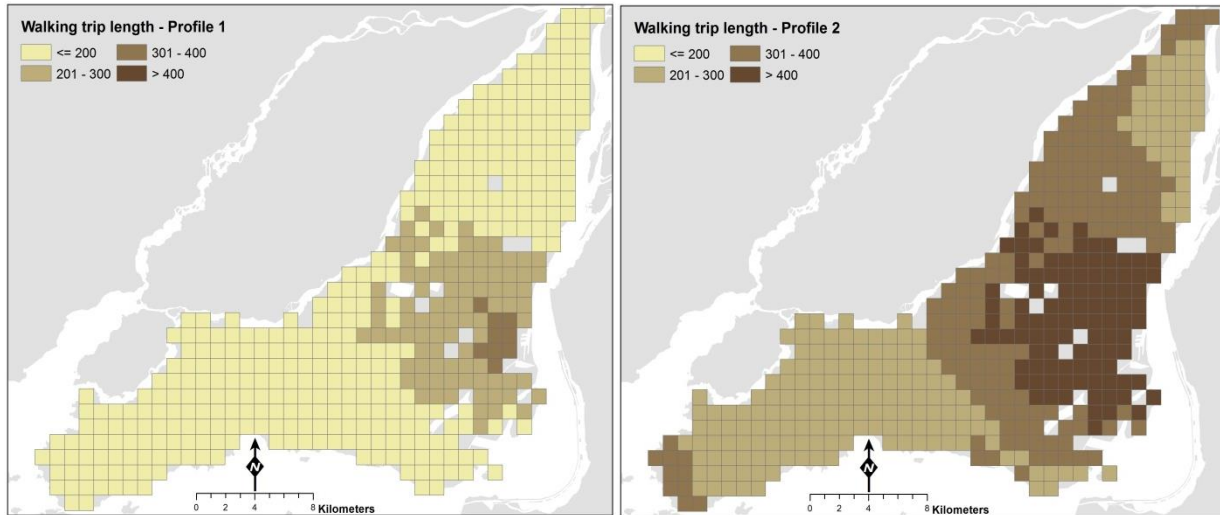 Walking trip length - Profile 1
<= 200 301 - 400
201 - 300 > 400
N
0 2 4 8 Kilometers
Walking trip length - Profile 2
<= 200 301 - 400
201 - 300 > 400
N
0 2 4 8 Kilometers